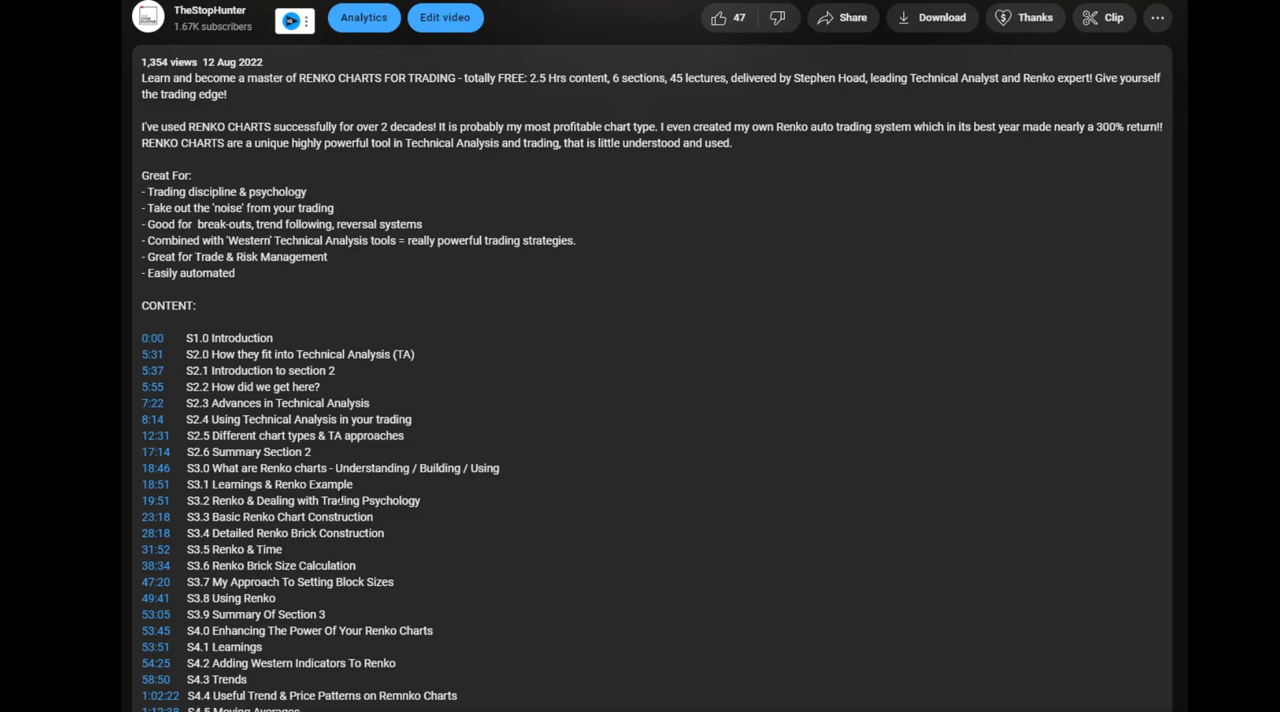 TheStopHunter
1.67K subscribers
Analytics
Edit video
47
Share
Download
Thanks
Clip
1,354 views 12 Aug 2022
Learn and become a master of RENKO CHARTS FOR TRADING - totally FREE: 2.5 Hrs content, 6 sections, 45 lectures, delivered by Stephen Hoad, leading Technical Analyst and Renko expert! Give yourself
the trading edge!
I've used RENKO CHARTS successfully for over 2 decades! It is probably my most profitable chart type. I even created my own Renko auto trading system which in its best year made nearly a 300% return!!
RENKO CHARTS are a unique highly powerful tool in Technical Analysis and trading, that is little understood and used.
Great For:
- Trading discipline & psychology
- Take out the 'noise' from your trading
- Good for break-outs, trend following, reversal systems
- Combined with 'Western' Technical Analysis tools = really powerful trading strategies.
- Great for Trade & Risk Management
- Easily automated
CONTENT:
0:00 S1.0 Introduction
5:31 S2.0 How they fit into Technical Analysis (TA)
5:37 S2.1 Introduction to section 2
5:55 S2.2 How did we get here?
7:22 S2.3 Advances in Technical Analysis
8:14 S2.4 Using Technical Analysis in your trading
12:31 S2.5 Different chart types & TA approaches
17:14 S2.6 Summary Section 2
18:46 S3.0 What are Renko charts - Understanding / Building / Using
18:51 S3.1 Learnings & Renko Example
19:51 S3.2 Renko & Dealing with Trading Psychology
23:18 S3.3 Basic Renko Chart Construction
28:18 S3.4 Detailed Renko Brick Construction
31:52 S3.5 Renko & Time
38:34 S3.6 Renko Brick Size Calculation
47:20 S3.7 My Approach To Setting Block Sizes
49:41 S3.8 Using Renko
53:05 S3.9 Summary Of Section 3
53:45 S4.0 Enhancing The Power Of Your Renko Charts
53:51 S4.1 Learnings
54:25 S4.2 Adding Western Indicators To Renko
58:50 S4.3 Trends
1:02:22 S4.4 Useful Trend & Price Patterns on Remnko Charts
1:12:38 S4.5 Moving Averages